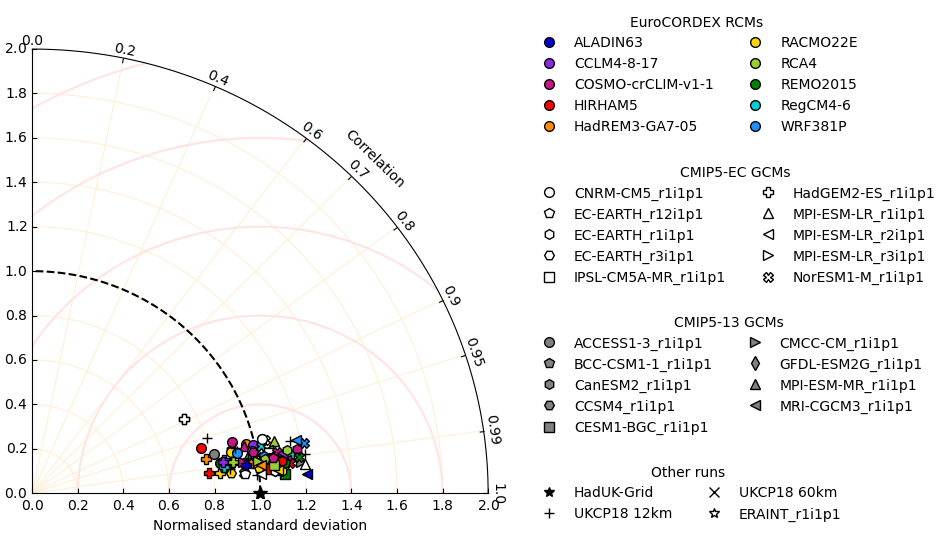 0.0
0.2
0.4
0.6
Correlation
0.7
0.8
0.9
0.95
0.99
1.0
2.0
1.8
1.6
1.4
1.2
1.0
0.8
0.6
0.4
0.2
0.0
0.0 0.2 0.4 0.6 0.8 1.0 1.2 1.4 1.6 1.8 2.0
Normalised standard deviation
EuroCORDEX RCMs
ALADIN63 RACMO22E
CCLM4-8-17 RCA4
COSMO-crCLIM-v1-1 REMO2015
HIRHAM5 RegCM4-6
HadREM3-GA7-05 WRF381P
CMIP5-EC GCMs
CNRM-CM5_r1i1p1 HadGEM2-ES_r1i1p1
EC-EARTH_r12i1p1 MPI-ESM-LR_r1i1p1
EC-EARTH_r1i1p1 MPI-ESM-LR_r2i1p1
EC-EARTH_r3i1p1 MPI-ESM-LR_r3i1p1
IPSL-CM5A-MR_r1i1p1 NorESM1-M_r1i1p1
CMIP5-13 GCMs
ACCESS1-3_r1i1p1 CMCC-CM_r1i1p1
BCC-CSM1-1_r1i1p1 GFDL-ESM2G_r1i1p1
CanESM2_r1i1p1 MPI-ESM-MR_r1i1p1
CCSM4_r1i1p1 MRI-CGCM3_r1i1p1
CESM1-BGC_r1i1p1
Other runs
HadUK-Grid UKCP18 60km
UKCP18 12km ERAINT_r1i1p1